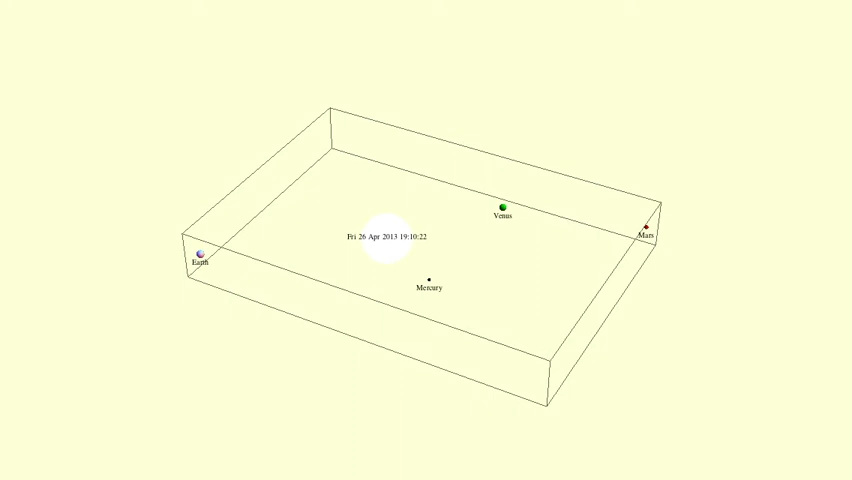 Venus
Mars
Fri 26 Apr 2013 19:10:22
Earth
Mercury